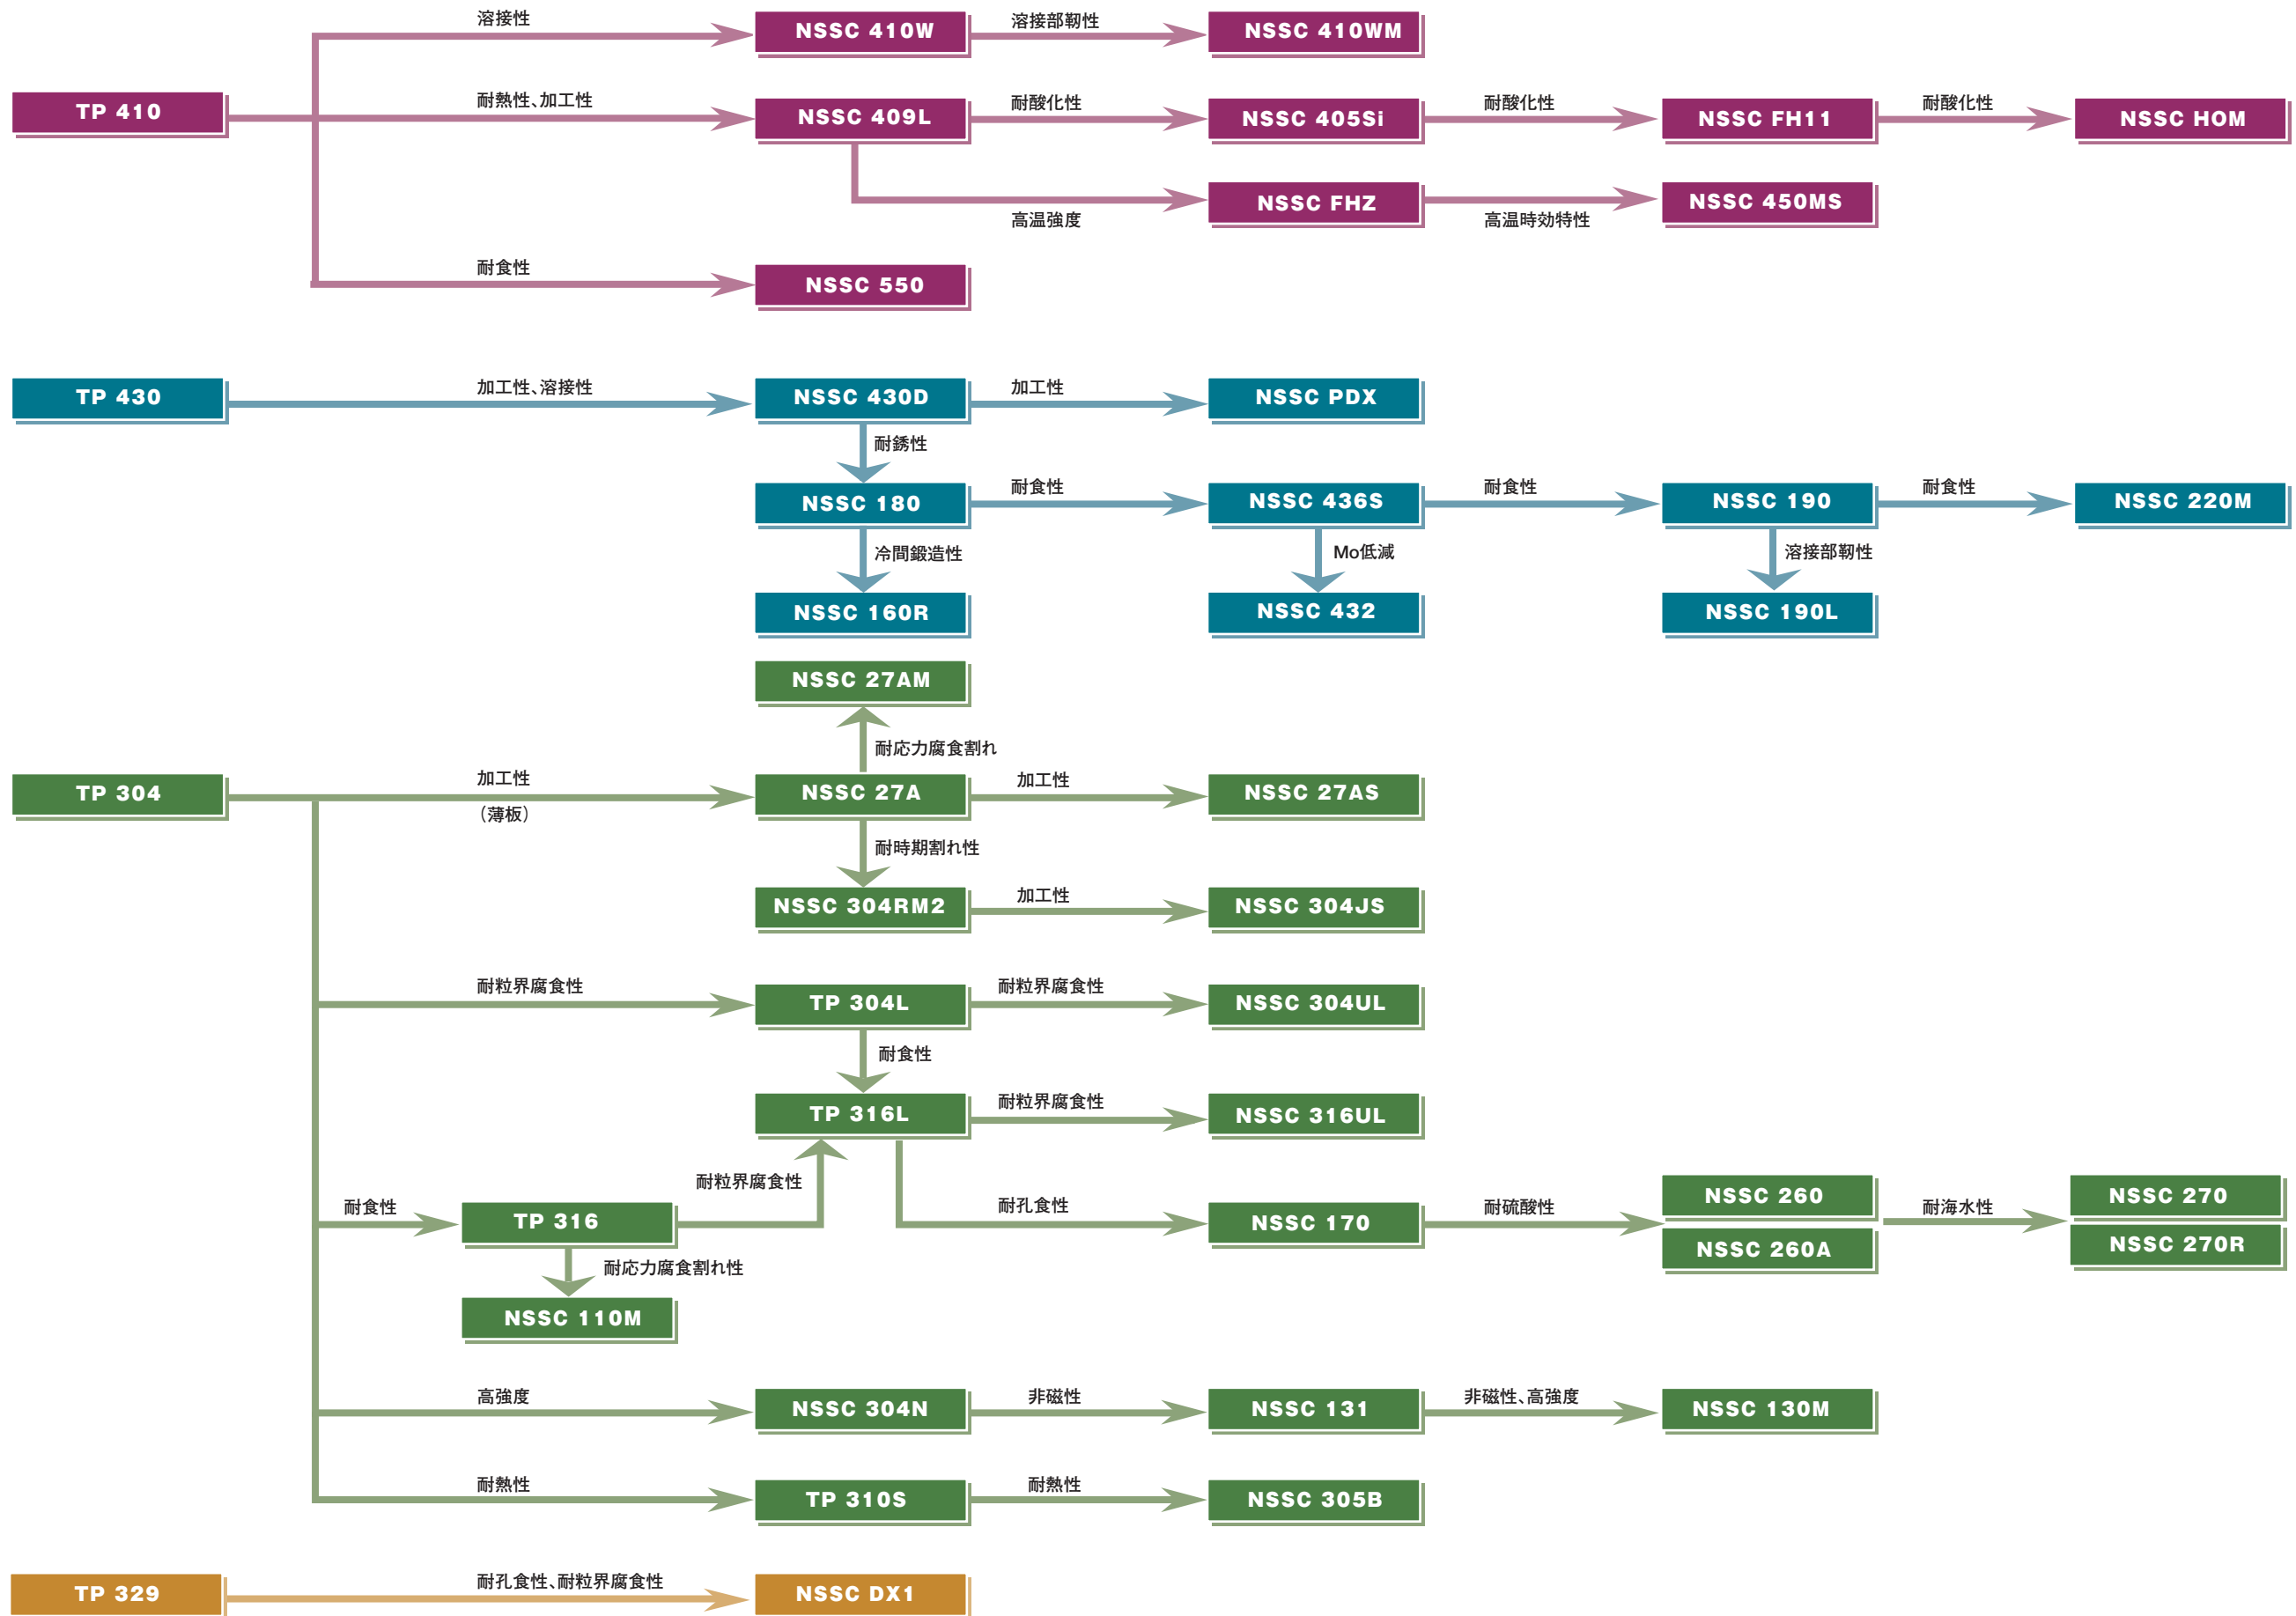 溶接性
NSSC 410W
溶接部靭性
NSSC 410WM
TP 410
耐熱性、加工性
NSSC 409L
耐酸化性
NSSC 405Si
耐酸化性
NSSC FH11
耐酸化性
NSSC HOM
高温強度
NSSC FHZ
高温時効特性
NSSC 450MS
耐食性
NSSC 550
TP 430
加工性、溶接性
NSSC 430D
加工性
NSSC PDX
耐銹性
NSSC 180
耐食性
NSSC 436S
耐食性
NSSC 190
耐食性
NSSC 220M
冷間鍛造性
Mo低減
溶接部靭性
NSSC 160R
NSSC 432
NSSC 190L
NSSC 27AM
耐応力腐食割れ
TP 304
加工性
（薄板）
NSSC 27A
加工性
NSSC 27AS
耐時期割れ性
NSSC 304RM2
加工性
NSSC 304JS
耐粒界腐食性
TP 304L
耐粒界腐食性
NSSC 304UL
耐食性
TP 316L
耐粒界腐食性
NSSC 316UL
耐粒界腐食性
耐食性
TP 316
耐孔食性
NSSC 170
耐硫酸性
NSSC 260
NSSC 260A
耐海水性
NSSC 270
NSSC 270R
耐応力腐食割れ性
NSSC 110M
高強度
NSSC 304N
非磁性
NSSC 131
非磁性、高強度
NSSC 130M
耐熱性
TP 310S
耐熱性
NSSC 305B
TP 329
耐孔食性、耐粒界腐食性
NSSC DX1